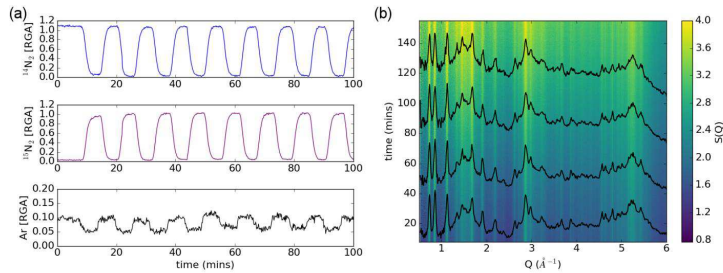 (a)
1.2
1.0
0.8
0.6
0.4
0.2
0.0
¹⁴N₂ [RGA]
0 20 40 60 80 100
1.2
1.0
0.8
0.6
0.4
0.2
0.0
¹⁵N₂ [RGA]
0 20 40 60 80 100
0.20
0.15
0.10
0.05
0.00
Ar [RGA]
0 20 40 60 80 100
time (mins)
(b)
140
120
100
80
60
40
20
time (mins)
1 2 3 4 5 6
Q (Å⁻¹)
4.0
3.6
3.2
2.8
2.4
2.0
1.6
1.2
0.8
S(Q)